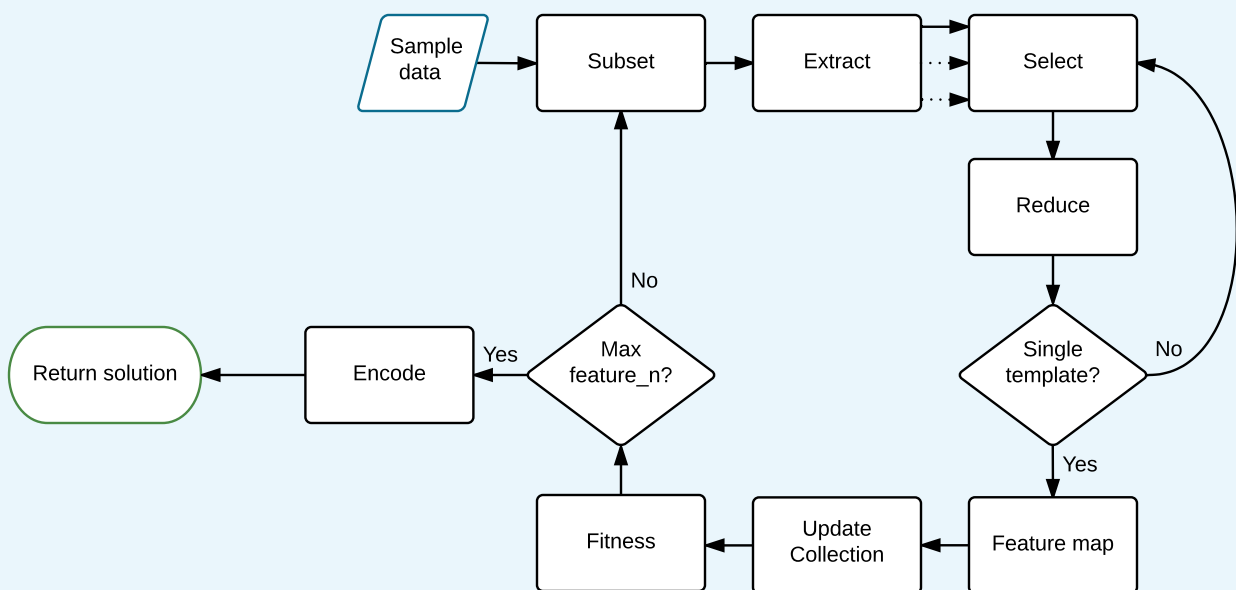 Sample
data
Subset
Extract
Select
Reduce
No
Single
template?
No
Yes
Max
feature_n?
Yes
Encode
Return solution
Feature map
Update
Collection
Fitness